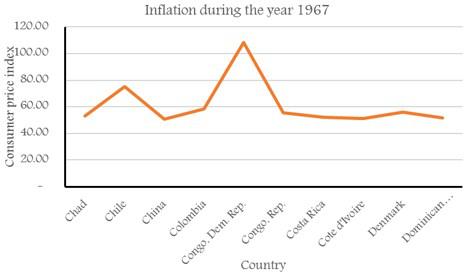 Inflation during the year 1967
Consumer price index
120.00
100.00
80.00
60.00
40.00
20.00
-
Chad
Chile
China
Colombia
Congo, Dem. Rep.
Congo, Rep.
Costa Rica
Cote d'Ivoire
Denmark
Dominican...
Country